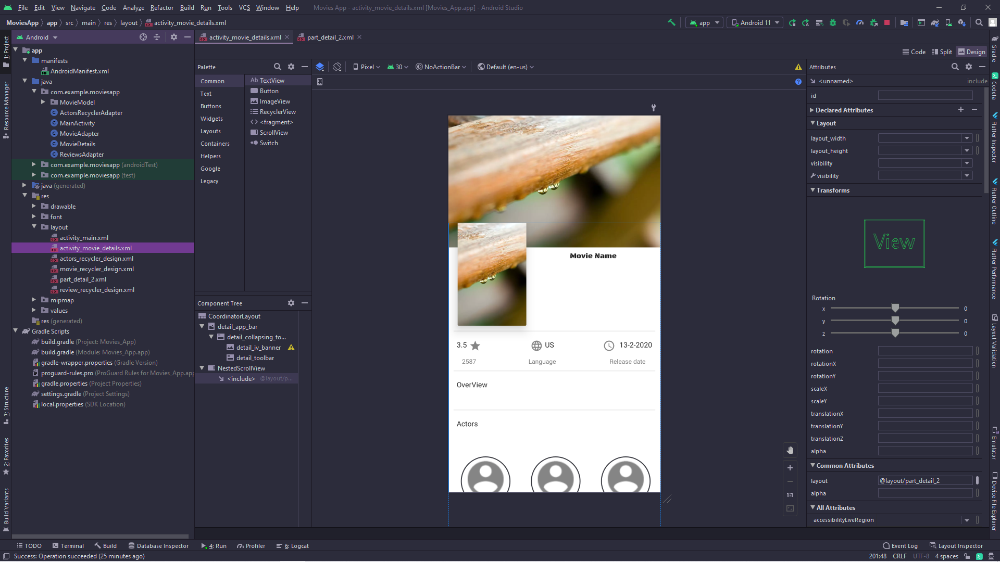 File Edit View Navigate Code Analyze Refactor Build Run Tools VCS Window Help Movies App - activity_movie_details.xml [Movies_App.app] - Android Studio
MoviesApp app src main res layout activity_movie_details.xml app Android 11
Android
activity_movie_details.xml part_detail_2.xml
Code Split Design
1: Project
Resource Manager
7: Structure
2: Favorites
Build Variants
app
manifests
AndroidManifest.xml
java
com.example.moviesapp
MovieModel
ActorsRecyclerAdapter
MainActivity
MovieAdapter
MovieDetails
ReviewsAdapter
com.example.moviesapp (androidTest)
com.example.moviesapp (test)
java (generated)
res
drawable
font
layout
activity_main.xml
activity_movie_details.xml
actors_recycler_design.xml
movie_recycler_design.xml
part_detail_2.xml
review_recycler_design.xml
mipmap
values
res (generated)
Gradle Scripts
build.gradle (Project: Movies_App)
build.gradle (Module: Movies_App.app)
gradle-wrapper.properties (Gradle Version)
proguard-rules.pro (ProGuard Rules for Movies_App.app
gradle.properties (Project Properties)
settings.gradle (Project Settings)
local.properties (SDK Location)
Palette
Common
Text
Buttons
Widgets
Layouts
Containers
Helpers
Google
Legacy
Ab TextView
Button
ImageView
RecyclerView
<fragment>
ScrollView
Switch
Component Tree
CoordinatorLayout
detail_app_bar
detail_collapsing_to...
detail_iv_banner
detail_toolbar
NestedScrollView
<include> @layout/p...
Pixel 30 NoActionBar Default (en-us)
Movie Name
3.5 US 13-2-2020
2587 Language Release date
OverView
Actors
1:1
Attributes
<unnamed> include
id
Declared Attributes
Layout
layout_width
layout_height
visibility
visibility
Transforms
View
Rotation
x 0
y 0
z 0
rotation
rotationX
rotationY
scaleX
scaleY
translationX
translationY
translationZ
alpha
Common Attributes
layout @layout/part_detail_2
alpha
All Attributes
accessibilityLiveRegion
Gradle
Codota
Flutter Inspector
Flutter Outline
Flutter Performance
Layout Validation
Emulator
Device File Explorer
TODO Terminal Build Database Inspector 4: Run Profiler 6: Logcat Event Log Layout Inspector
Success: Operation succeeded (25 minutes ago) 201:48 CRLF UTF-8 4 spaces